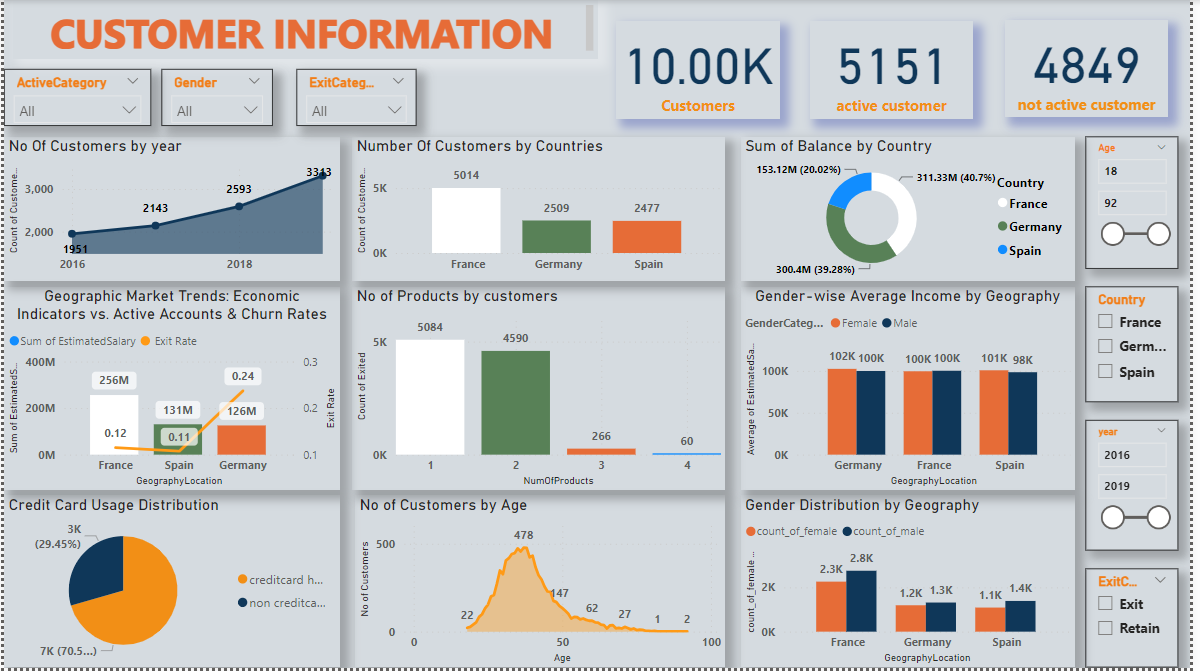 CUSTOMER INFORMATION
10.00K
Customers
5151
active customer
4849
not active customer
ActiveCategory
All
Gender
All
ExitCateg...
All
No Of Customers by year
Count of Custome...
3,000
2,000
1951
2143
2593
3313
2016
2018
Number Of Customers by Countries
Count of Custome...
5K
0K
5014
2509
2477
France
Germany
Spain
Sum of Balance by Country
153.12M (20.02%)
311.33M (40.7%)
300.4M (39.28%)
Country
France
Germany
Spain
Age
18
92
Geographic Market Trends: Economic
Indicators vs. Active Accounts & Churn Rates
Sum of EstimatedSalary
Exit Rate
Sum of EstimatedS...
400M
200M
0M
256M
131M
126M
0.12
0.11
0.24
0.3
0.2
0.1
Exit Rate
France
Spain
Germany
GeographyLocation
No of Products by customers
Count of Exited
5K
0K
5084
4590
266
60
1
2
3
4
NumOfProducts
Gender-wise Average Income by Geography
GenderCateg...
Female
Male
Average of EstimatedSa...
100K
50K
0K
102K
100K
100K
100K
101K
98K
Germany
France
Spain
GeographyLocation
Country
France
Germ...
Spain
year
2016
2019
Credit Card Usage Distribution
3K
(29.45%)
7K (70.5...)
creditcard h...
non creditca...
No of Customers by Age
No of Customers
500
0
22
478
147
62
27
1
2
0
50
100
Age
Gender Distribution by Geography
count_of_female
count_of_male
count_of_female ...
2K
0K
2.3K
2.8K
1.2K
1.3K
1.1K
1.4K
France
Germany
Spain
GeographyLocation
ExitC...
Exit
Retain